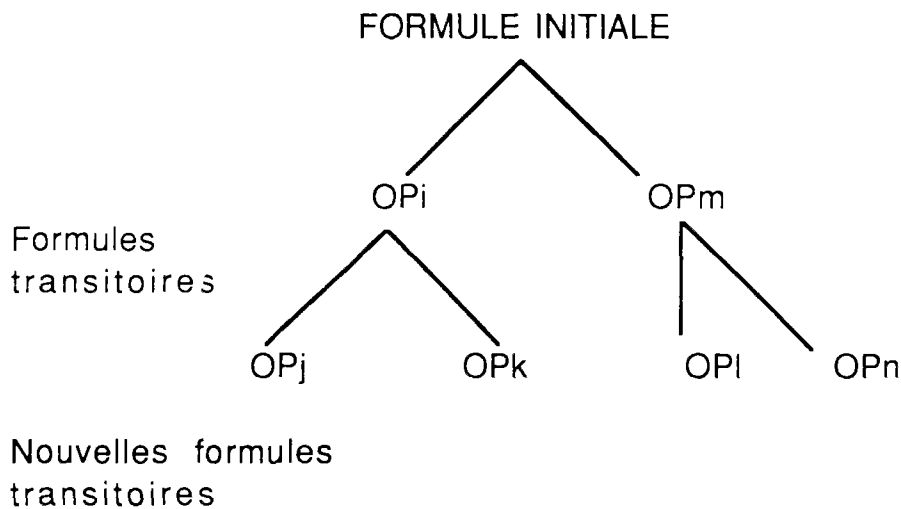 FORMULE INITIALE
OPi OPm
Formules
transitoires
OPj OPk OPl OPn
Nouvelles formules
transitoires